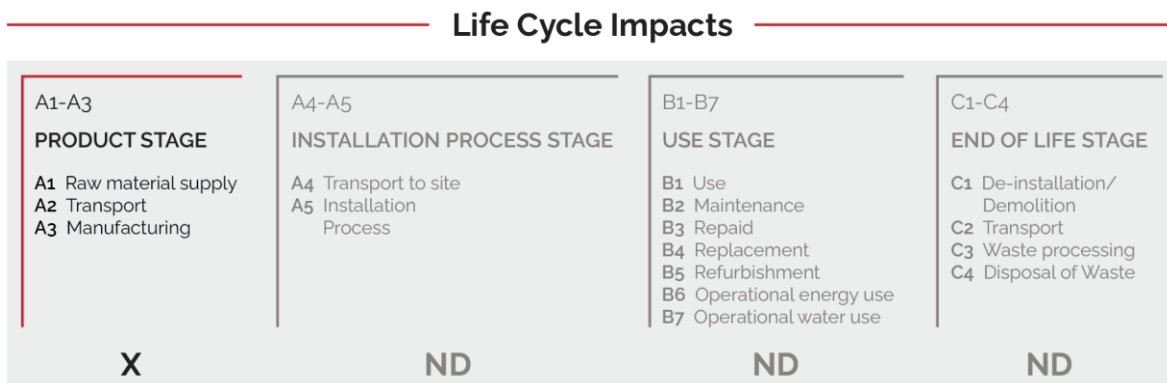 Life Cycle Impacts
A1-A3
PRODUCT STAGE
A1 Raw material supply
A2 Transport
A3 Manufacturing
X
A4-A5
INSTALLATION PROCESS STAGE
A4 Transport to site
A5 Installation
Process
ND
B1-B7
USE STAGE
B1 Use
B2 Maintenance
B3 Repaid
B4 Replacement
B5 Refurbishment
B6 Operational energy use
B7 Operational water use
ND
C1-C4
END OF LIFE STAGE
C1 De-installation/
Demolition
C2 Transport
C3 Waste processing
C4 Disposal of Waste
ND